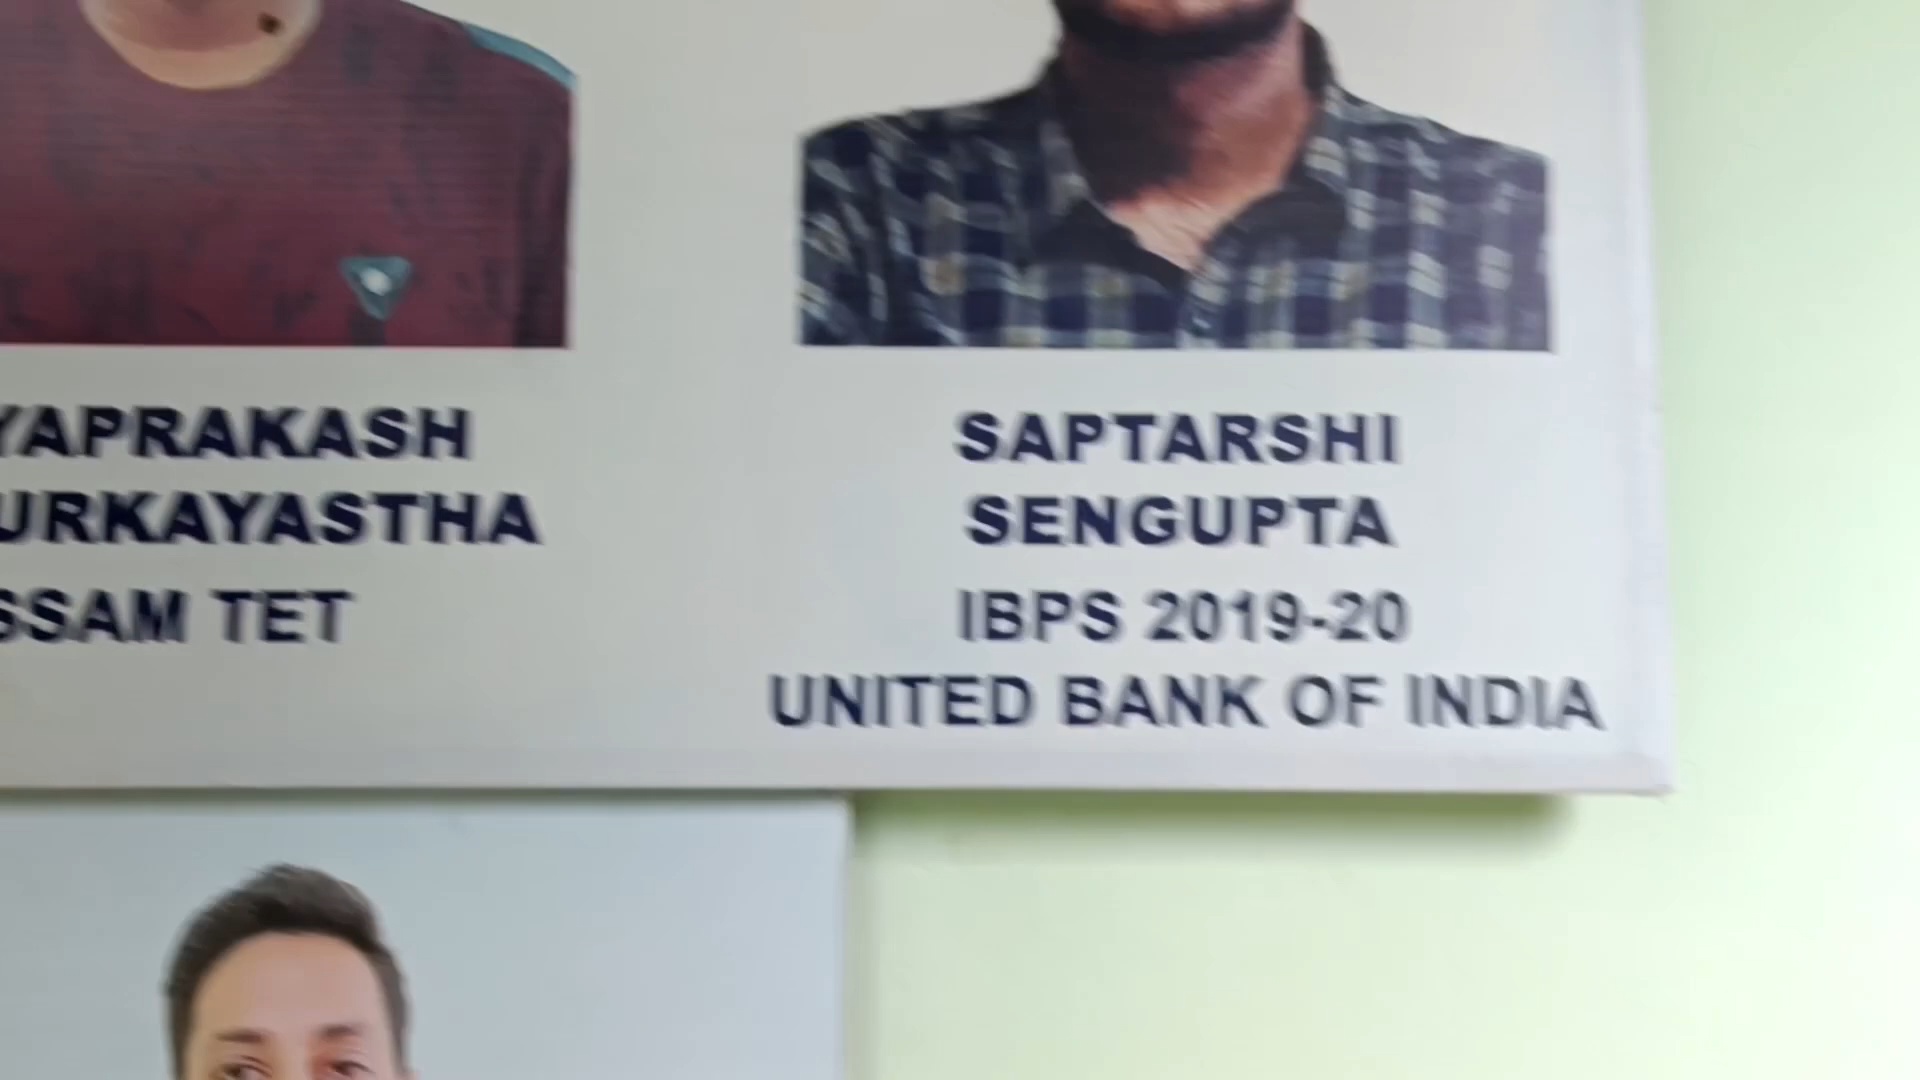 YAPRAKASH
URKAYASTHA
SSAM TET
SAPTARSHI
SENGUPTA
IBPS 2019-20
UNITED BANK OF INDIA